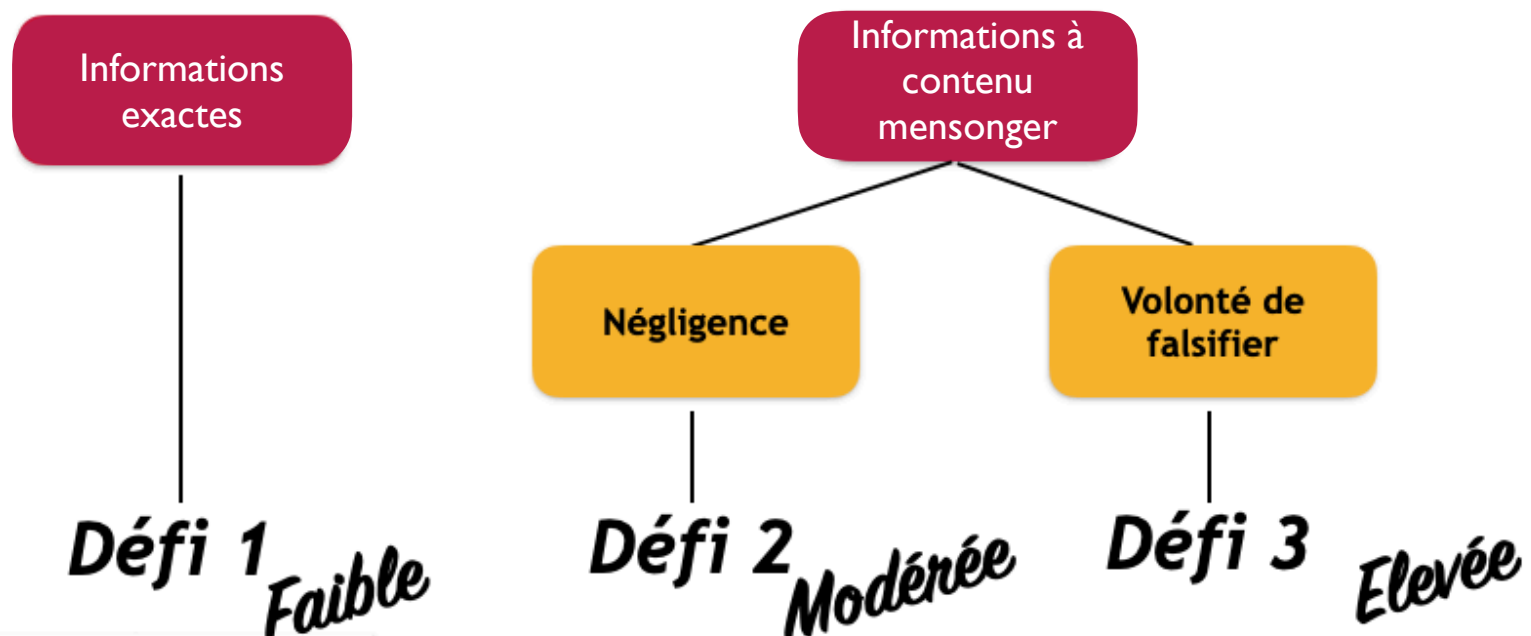 Informations
exactes
Informations à
contenu
mensonger
Négligence
Volonté de
falsifier
Défi 1
Faible
Défi 2
Modérée
Défi 3
Elevée